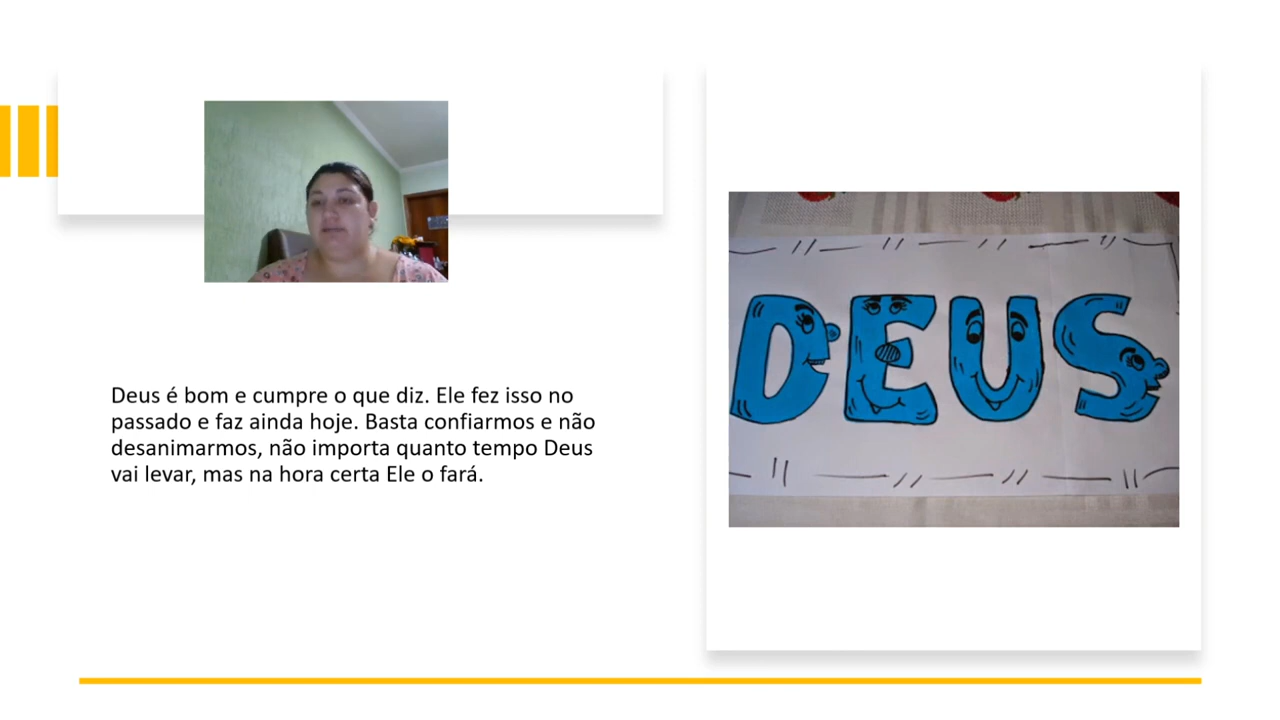 Deus é bom e cumpre o que diz. Ele fez isso no
passado e faz ainda hoje. Basta confiarmos e não
desanimarmos, não importa quanto tempo Deus
vai levar, mas na hora certa Ele o fará.
DEUS